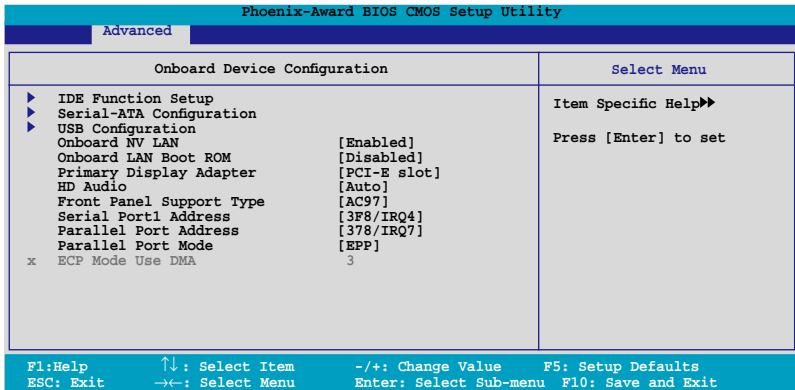 Phoenix-Award BIOS CMOS Setup Utility
Advanced
Onboard Device Configuration
Select Menu
IDE Function Setup
Serial-ATA Configuration
USB Configuration
Onboard NV LAN [Enabled]
Onboard LAN Boot ROM [Disabled]
Primary Display Adapter [PCI-E slot]
HD Audio [Auto]
Front Panel Support Type [AC97]
Serial Port1 Address [3F8/IRQ4]
Parallel Port Address [378/IRQ7]
Parallel Port Mode [EPP]
x ECP Mode Use DMA 3
Item Specific Help
Press [Enter] to set
F1:Help ↑↓: Select Item -/+: Change Value F5: Setup Defaults
ESC: Exit →←: Select Menu Enter: Select Sub-menu F10: Save and Exit